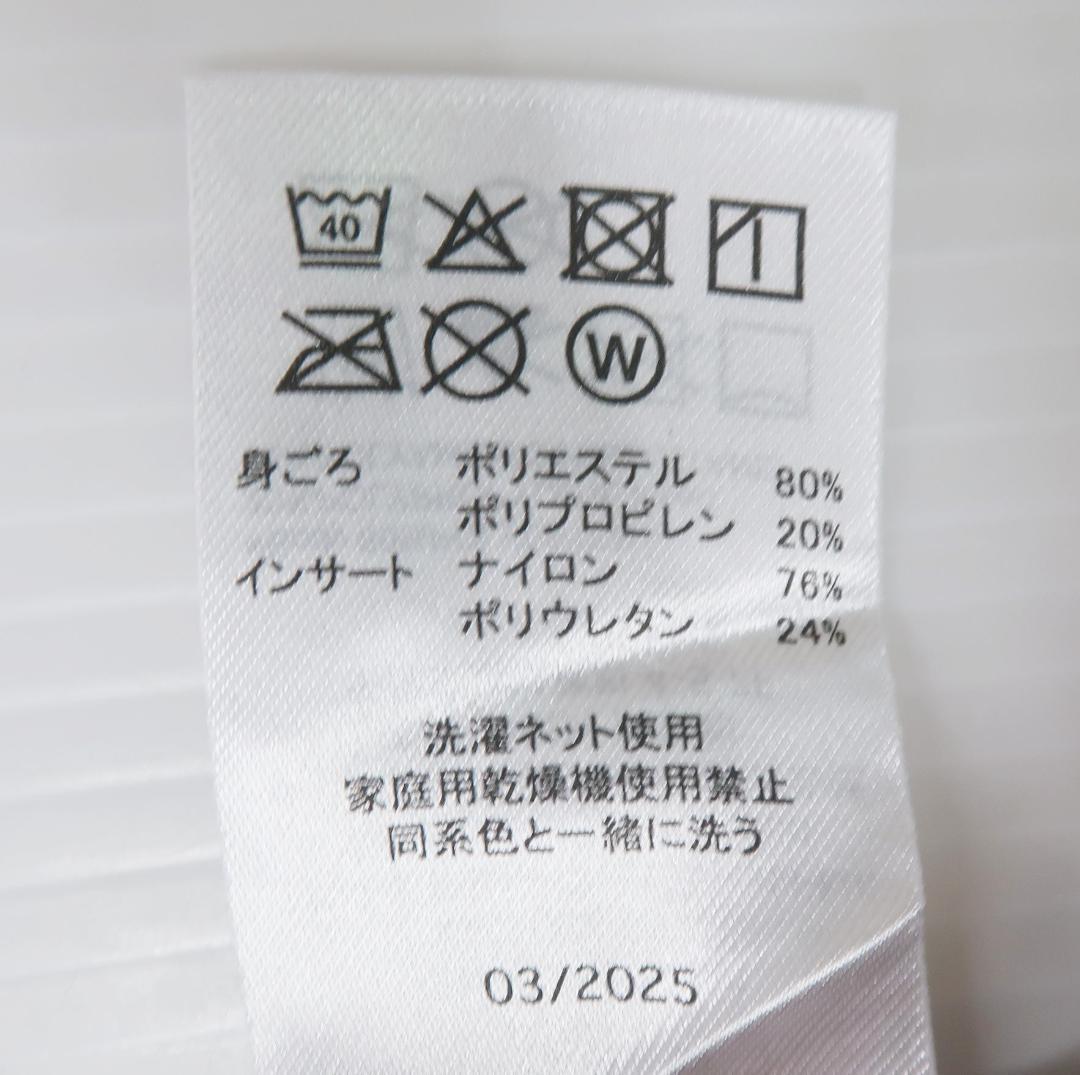 40
W
身ごろ ポリエステル 80%
ポリプロピレン 20%
インサート ナイロン 76%
ポリウレタン 24%
洗濯ネット使用
家庭用乾燥機使用禁止
同系色と一緒に洗う
03/2025